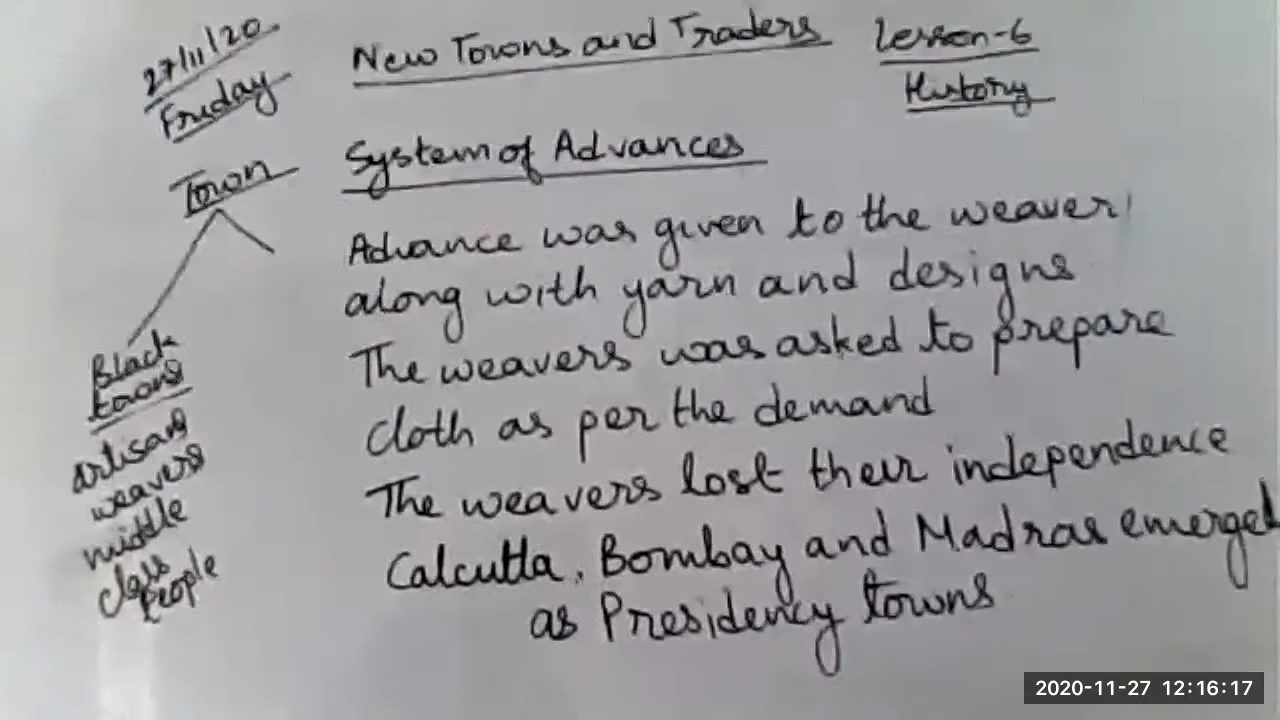 27/11/20
Friday
New Towns and Traders
Lesson-6
History
Town
System of Advances
Advance was given to the weaver
along with yarn and designs
The weavers was asked to prepare
cloth as per the demand
The weavers lost their independence
Calcutta, Bombay and Madras emerged
as Presidency towns
Black
towns
artisans
weavers
middle
class
people
2020-11-27 12:16:17